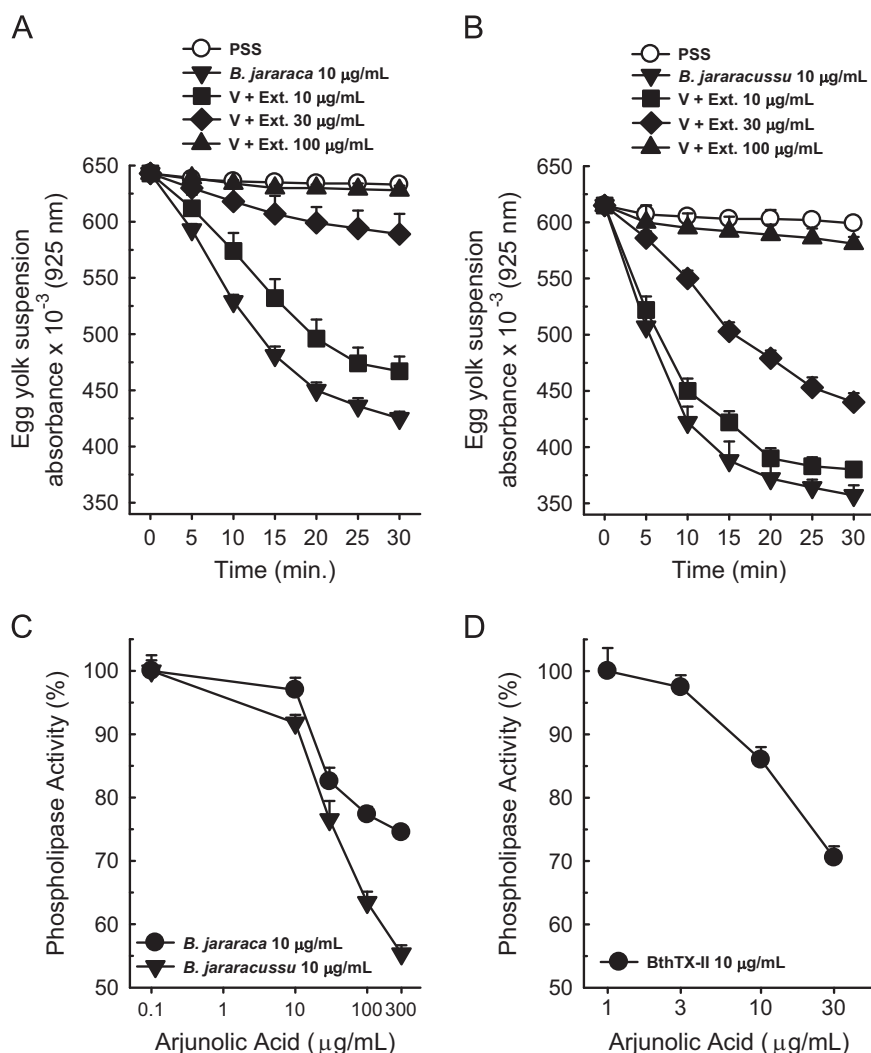 A
PSS
B. jararaca 10 μg/mL
V + Ext. 10 μg/mL
V + Ext. 30 μg/mL
V + Ext. 100 μg/mL
650
600
550
500
450
400
350
0 5 10 15 20 25 30
Time (min.)
Egg yolk suspension
absorbance x 10⁻³ (925 nm)
B
PSS
B. jararacussu 10 μg/mL
V + Ext. 10 μg/mL
V + Ext. 30 μg/mL
V + Ext. 100 μg/mL
650
600
550
500
450
400
350
0 5 10 15 20 25 30
Time (min)
Egg yolk suspension
absorbance x 10⁻³ (925 nm)
C
100
90
80
70
60
50
Phospholipase Activity (%)
B. jararaca 10 μg/mL
B. jararacussu 10 μg/mL
0.1 1 10 100 300
Arjunolic Acid (μg/mL)
D
100
90
80
70
60
50
Phospholipase Activity (%)
BthTX-II 10 μg/mL
1 3 10 30
Arjunolic Acid (μg/mL)